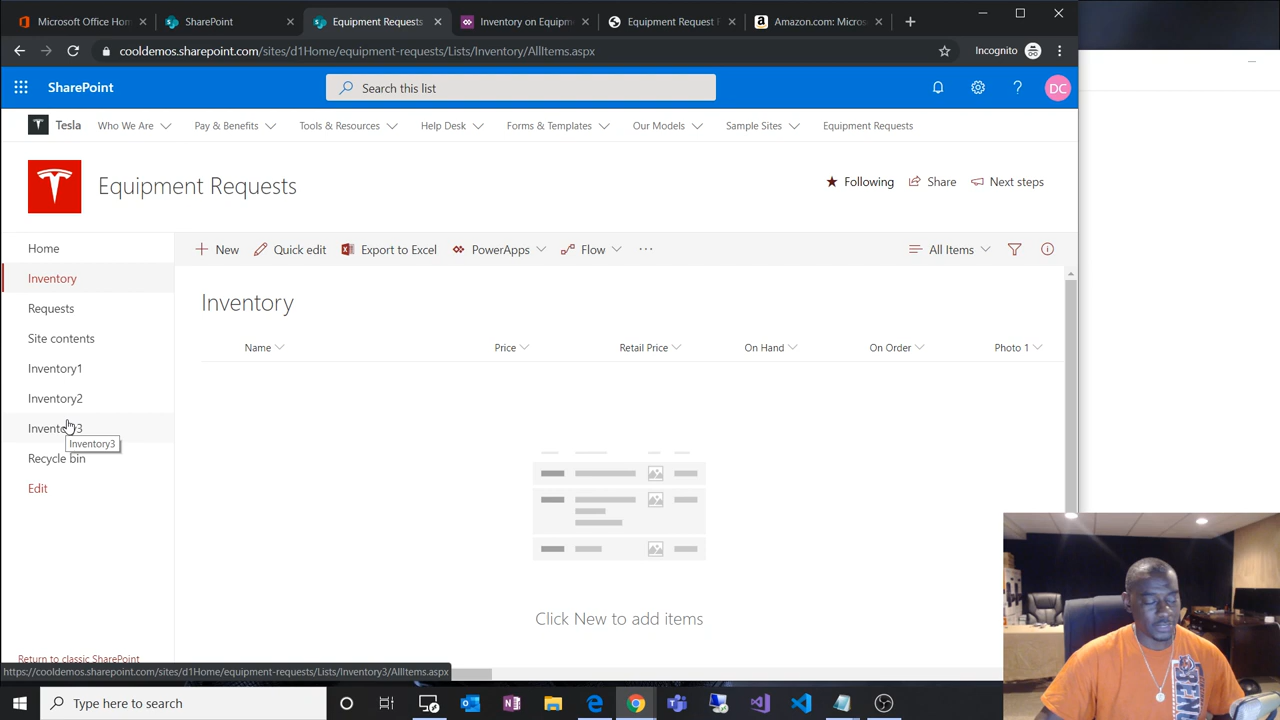 Microsoft Office Home
SharePoint
Equipment Requests
Inventory on Equipm
Equipment Request F
Amazon.com: Micros
cooldemos.sharepoint.com/sites/d1Home/equipment-requests/Lists/Inventory/AllItems.aspx
Incognito
SharePoint
Search this list
DC
Tesla
Who We Are
Pay & Benefits
Tools & Resources
Help Desk
Forms & Templates
Our Models
Sample Sites
Equipment Requests
Equipment Requests
Following
Share
Next steps
Home
New
Quick edit
Export to Excel
PowerApps
Flow
All Items
Inventory
Requests
Site contents
Inventory1
Inventory2
Inventory3
Inventory3
Recycle bin
Edit
Inventory
Name
Price
Retail Price
On Hand
On Order
Photo 1
Click New to add items
Return to classic SharePoint
https://cooldemos.sharepoint.com/sites/d1Home/equipment-requests/Lists/Inventory3/AllItems.aspx
Type here to search